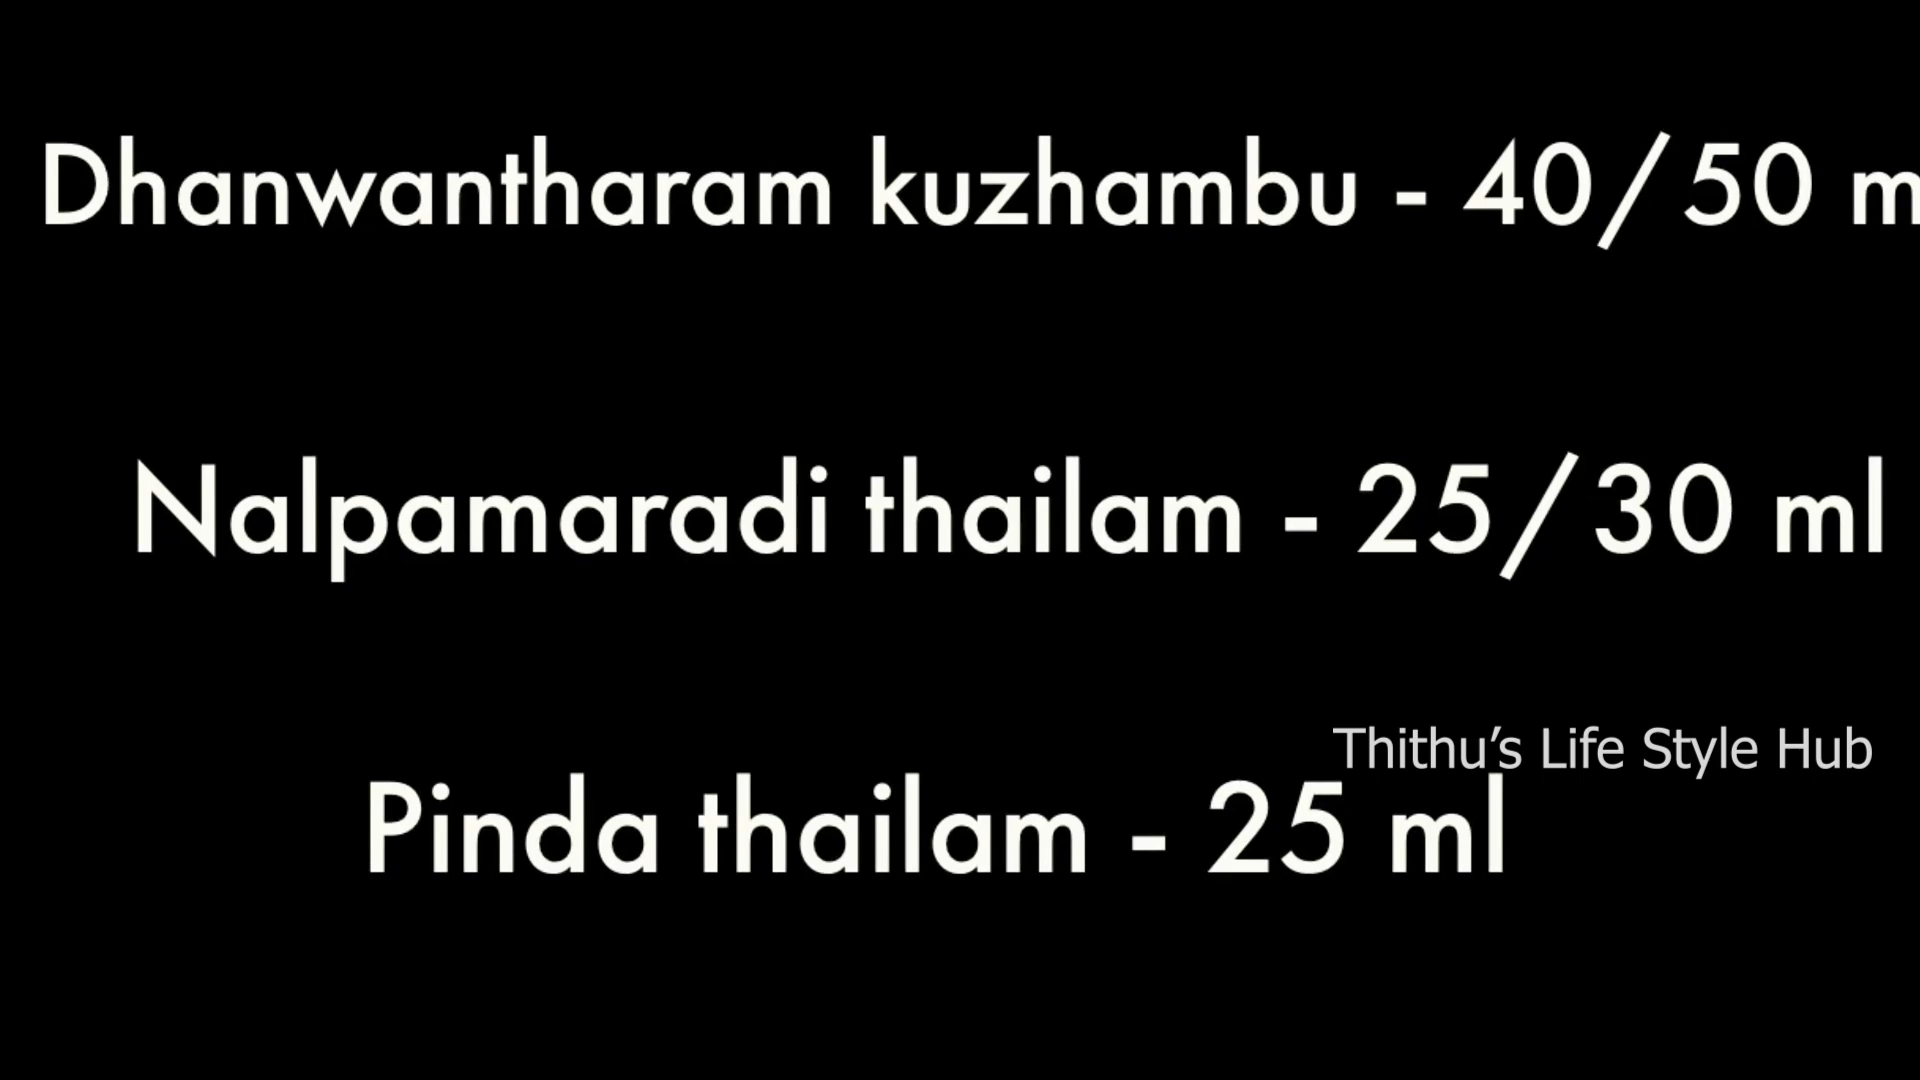 Dhanwantharam kuzhambu - 40/50 m
Nalpamaradi thailam - 25/30 ml
Thithu’s Life Style Hub
Pinda thailam - 25 ml